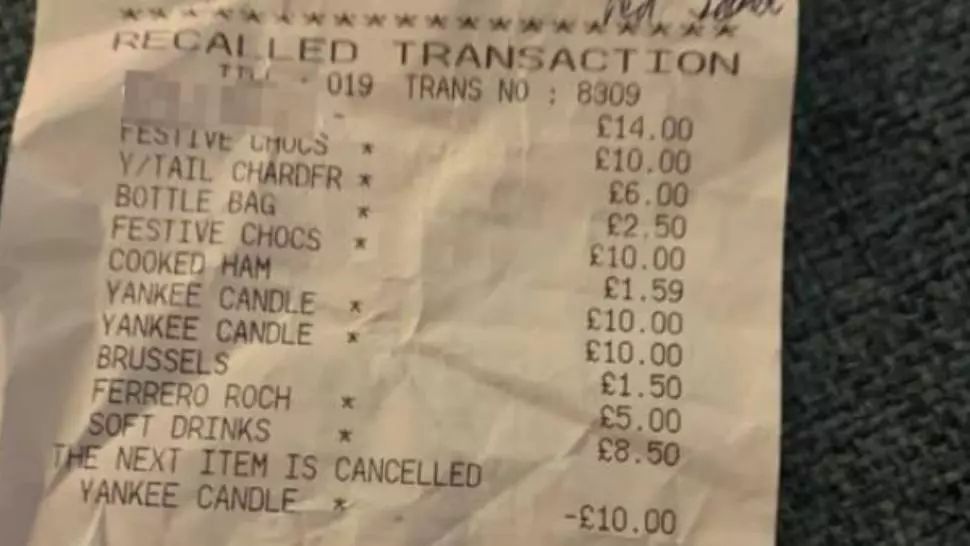 ***********************
RECALLED TRANSACTION
TILL - 019 TRANS NO : 8309
- £14.00
FESTIVE CHOCS * £10.00
Y/TAIL CHARDFR * £6.00
BOTTLE BAG * £2.50
FESTIVE CHOCS * £10.00
COOKED HAM £1.59
YANKEE CANDLE * £10.00
YANKEE CANDLE * £10.00
BRUSSELS £1.50
FERRERO ROCH * £5.00
SOFT DRINKS * £8.50
THE NEXT ITEM IS CANCELLED
YANKEE CANDLE * -£10.00